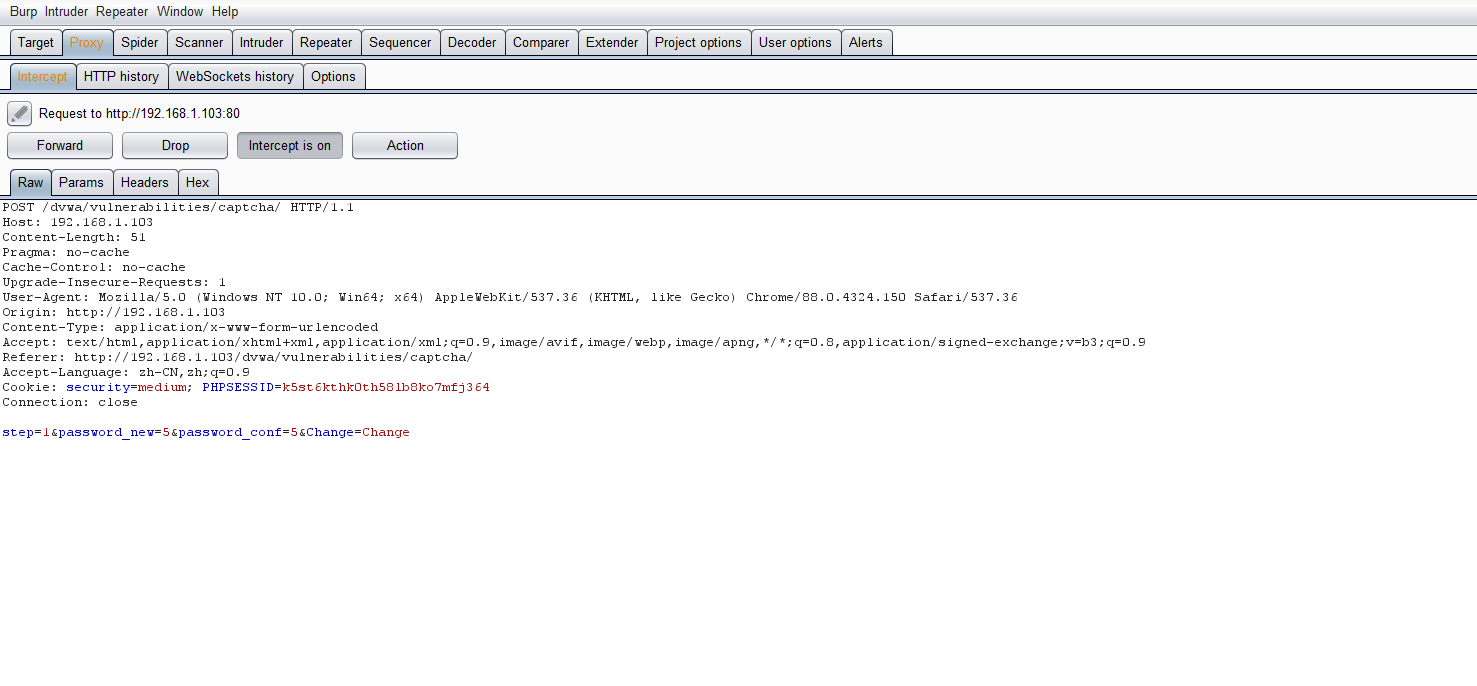 Burp Intruder Repeater Window Help
Target Proxy Spider Scanner Intruder Repeater Sequencer Decoder Comparer Extender Project options User options Alerts
Intercept HTTP history WebSockets history Options
Request to http://192.168.1.103:80
Forward Drop Intercept is on Action
Raw Params Headers Hex
POST /dvwa/vulnerabilities/captcha/ HTTP/1.1
Host: 192.168.1.103
Content-Length: 51
Pragma: no-cache
Cache-Control: no-cache
Upgrade-Insecure-Requests: 1
User-Agent: Mozilla/5.0 (Windows NT 10.0; Win64; x64) AppleWebKit/537.36 (KHTML, like Gecko) Chrome/88.0.4324.150 Safari/537.36
Origin: http://192.168.1.103
Content-Type: application/x-www-form-urlencoded
Accept: text/html,application/xhtml+xml,application/xml;q=0.9,image/avif,image/webp,image/apng,*/*;q=0.8,application/signed-exchange;v=b3;q=0.9
Referer: http://192.168.1.103/dvwa/vulnerabilities/captcha/
Accept-Language: zh-CN,zh;q=0.9
Cookie: security=medium; PHPSESSID=k5st6kthk0th58lb8ko7mfj364
Connection: close
step=1&password_new=5&password_conf=5&Change=Change